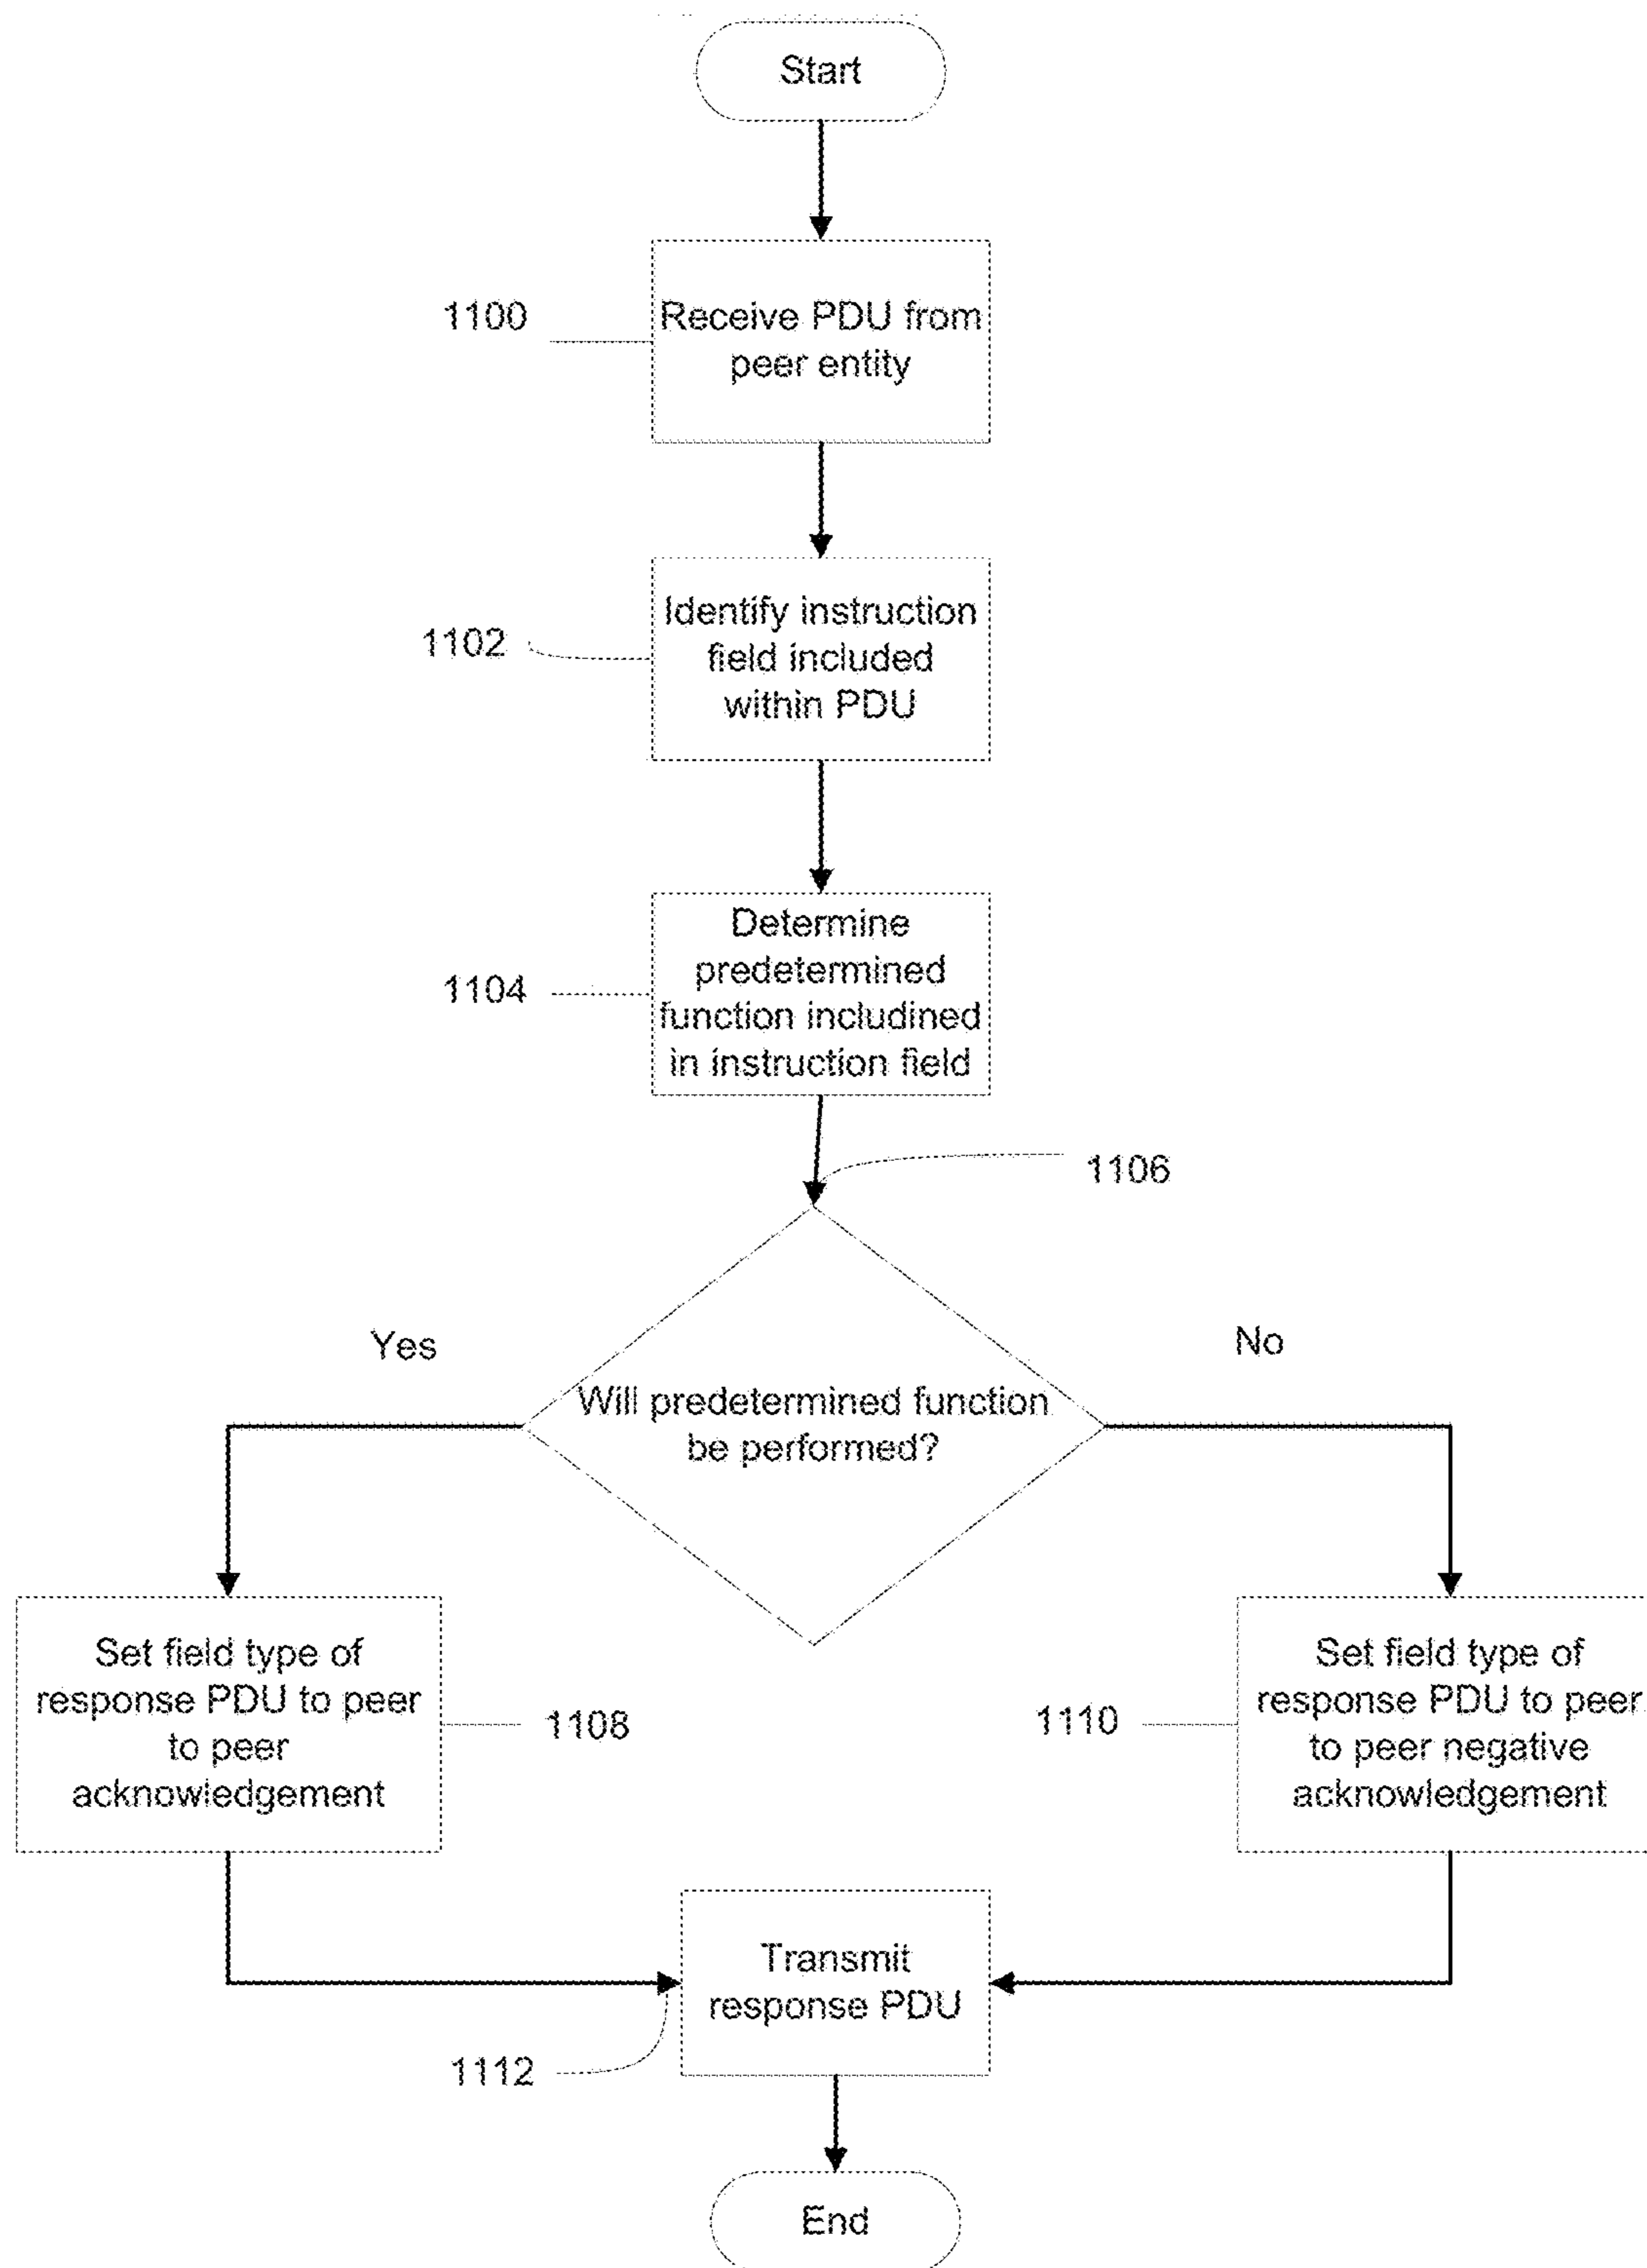 Start
1100
Receive PDU from
peer entity
1102
Identify instruction
field included
within PDU
1104
Determine
predetermined
function includined
in instruction field
1106
Yes
No
Will predetermined function
be performed?
Set field type of
response PDU to peer
to peer
acknowledgement
1108
1110
Set field type of
response PDU to peer
to peer negative
acknowledgement
Transmit
response PDU
1112
End